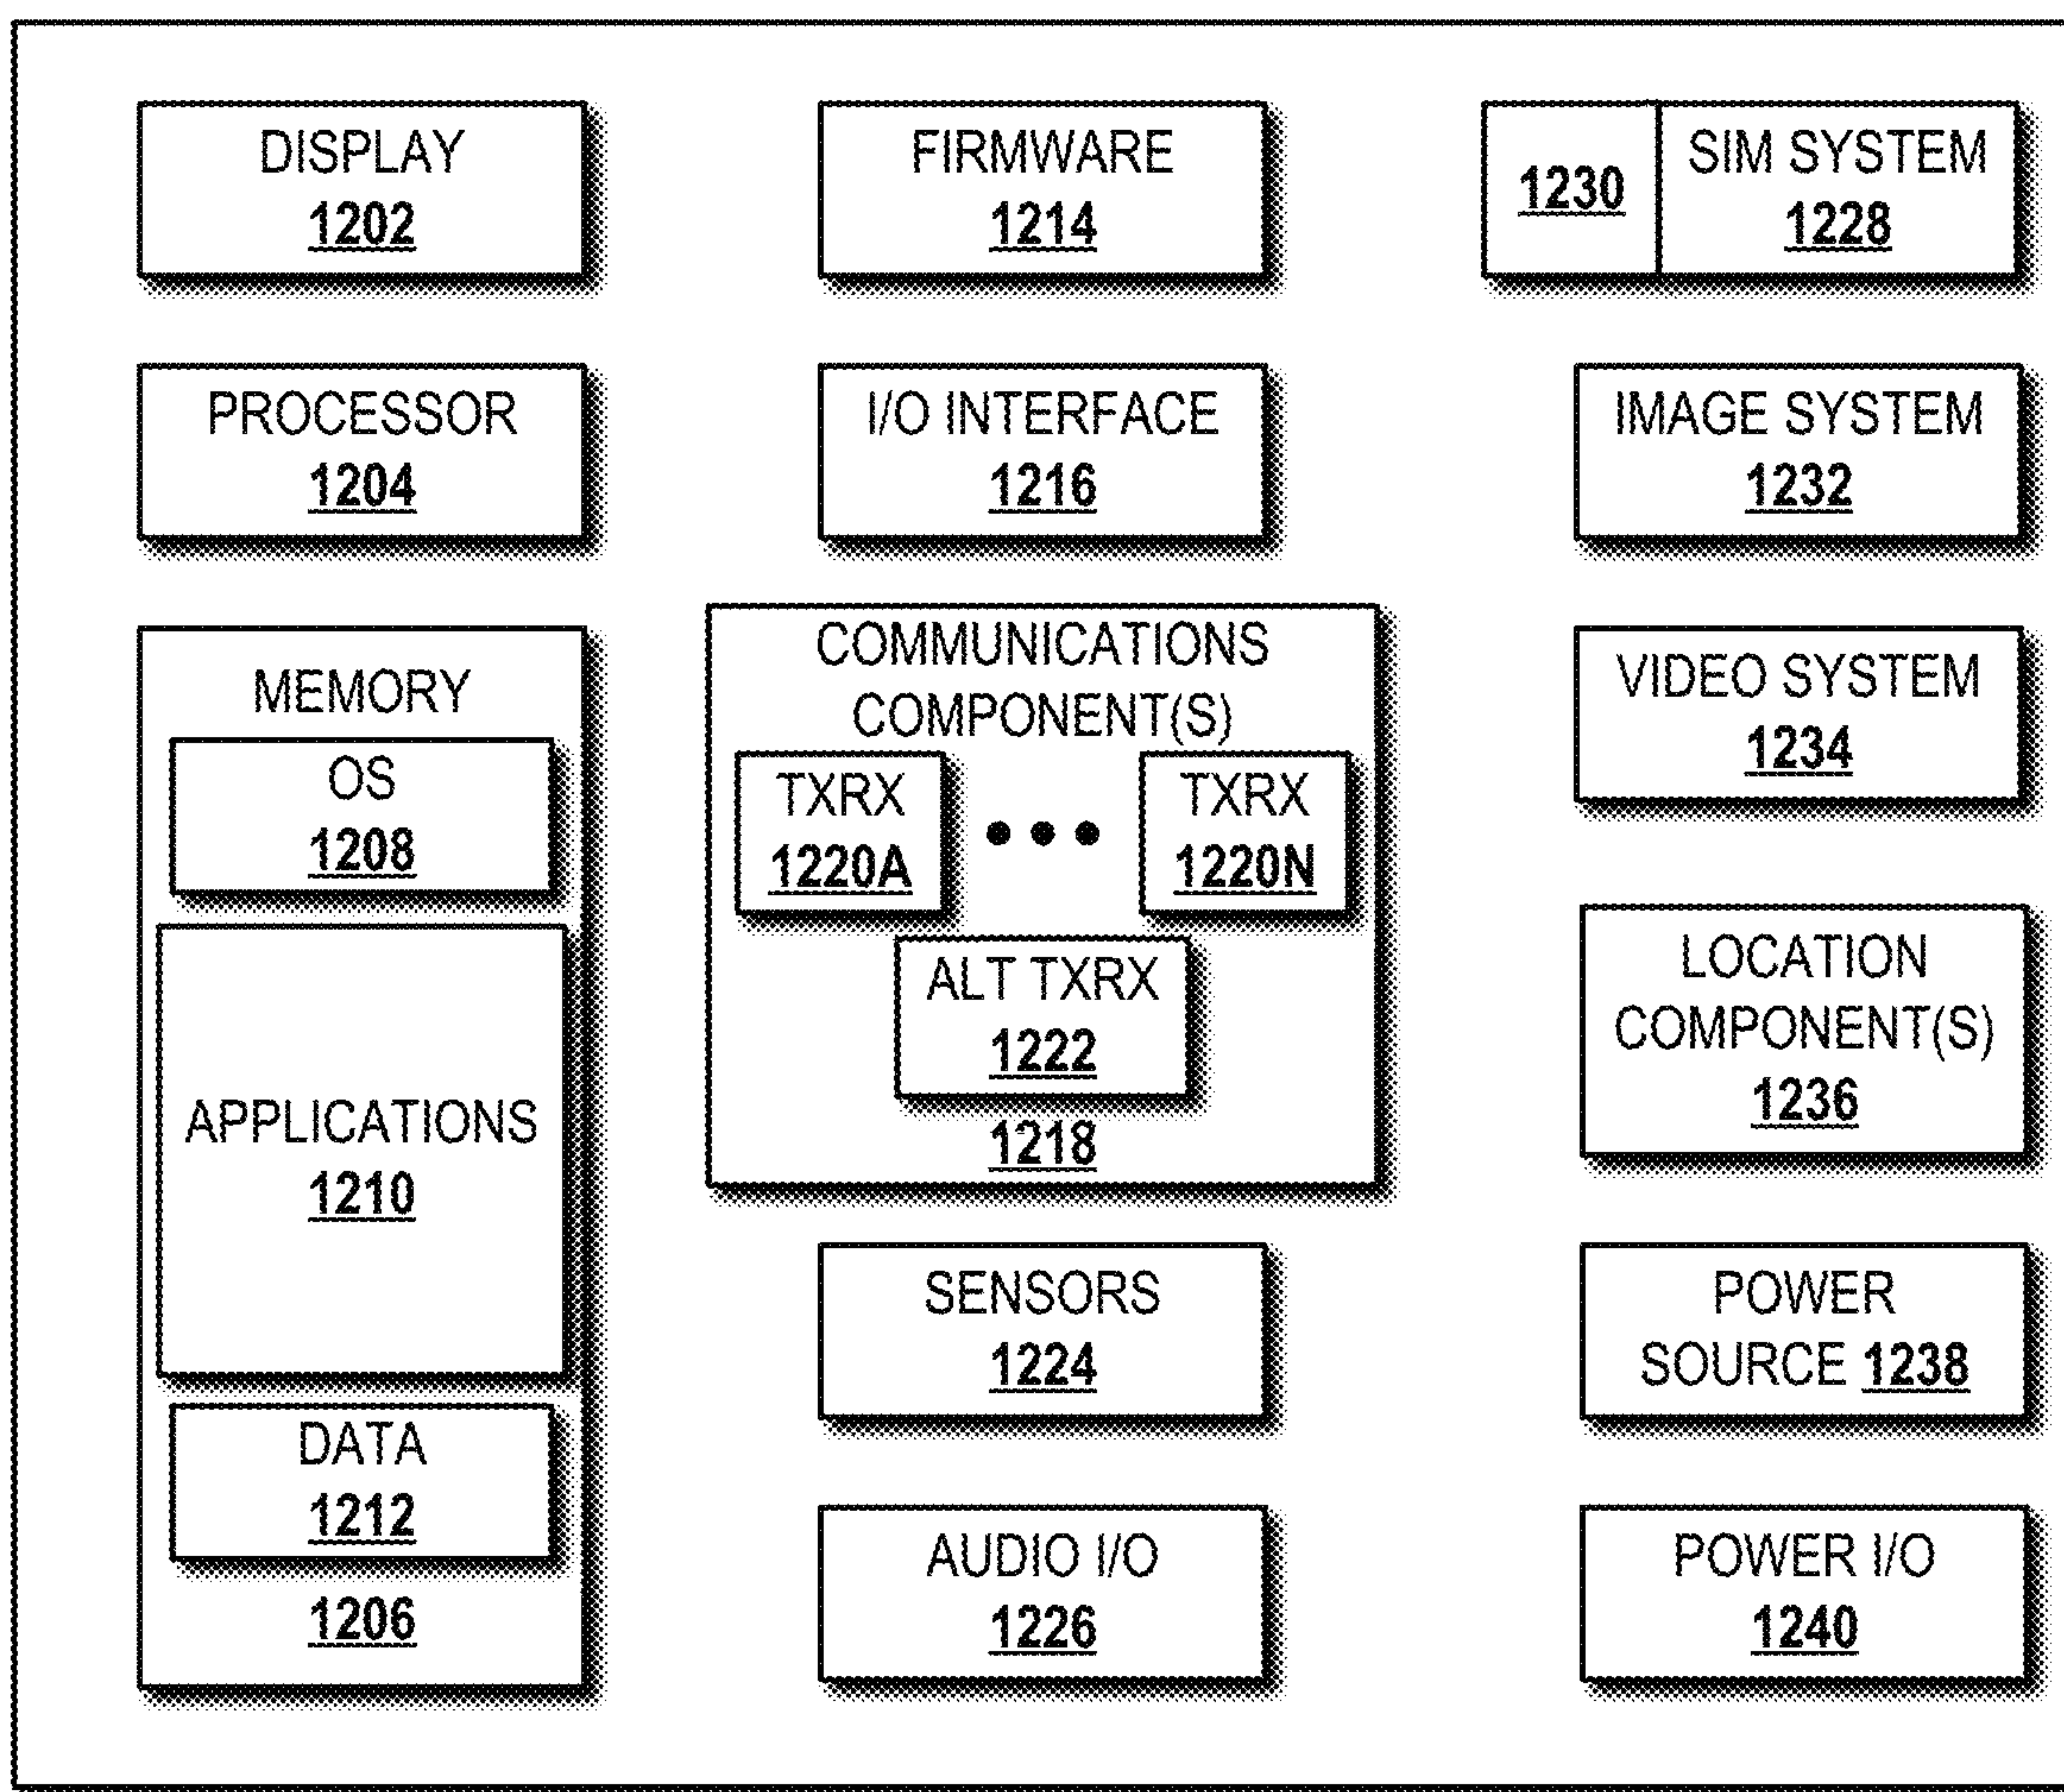 DISPLAY
1202
PROCESSOR
1204
MEMORY
OS
1208
APPLICATIONS
1210
DATA
1212
1206
FIRMWARE
1214
I/O INTERFACE
1216
COMMUNICATIONS
COMPONENT(S)
TXRX
1220A
TXRX
1220N
ALT TXRX
1222
1218
SENSORS
1224
AUDIO I/O
1226
1230
SIM SYSTEM
1228
IMAGE SYSTEM
1232
VIDEO SYSTEM
1234
LOCATION
COMPONENT(S)
1236
POWER
SOURCE 1238
POWER I/O
1240